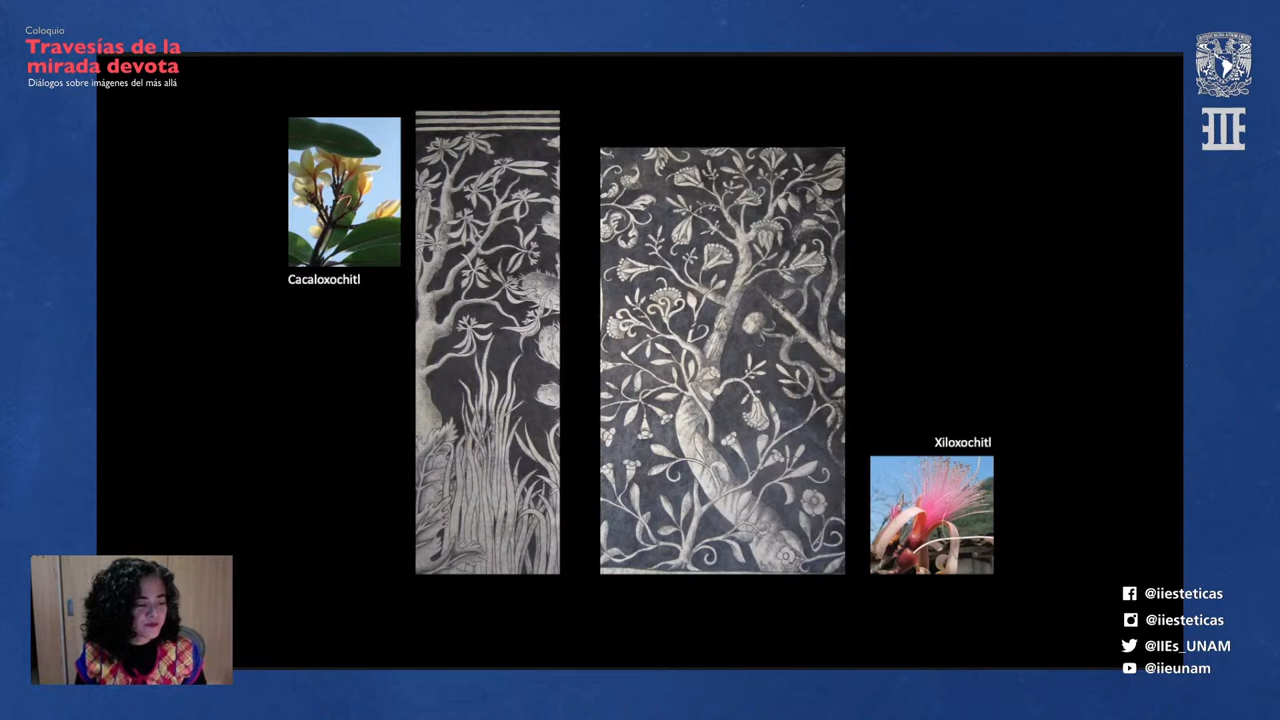 Coloquio
Travesías de la
mirada devota
Diálogos sobre imágenes del más allá
Cacaloxochitl
Xiloxochitl
@iiesteticas
@iiesteticas
@IIEs_UNAM
@iieunam